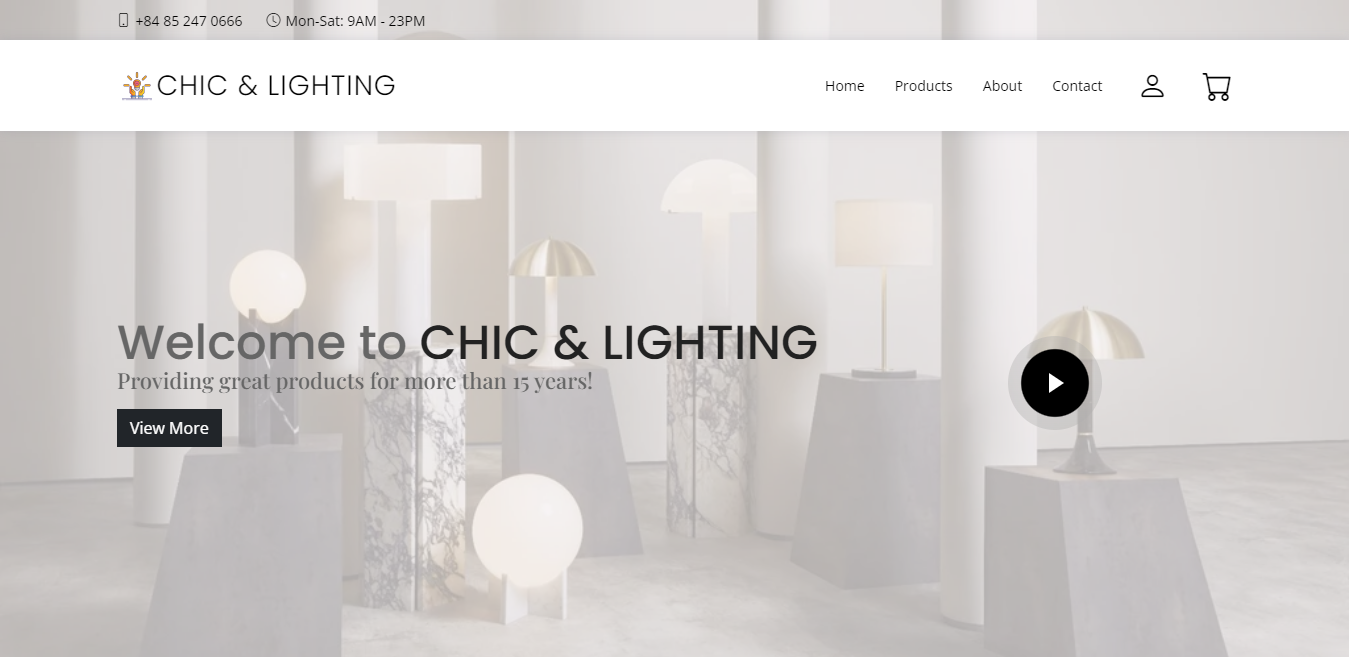 +84 85 247 0666 Mon-Sat: 9AM - 23PM
CHIC & LIGHTING Home Products About Contact
Welcome to CHIC & LIGHTING
Providing great products for more than 15 years!
View More